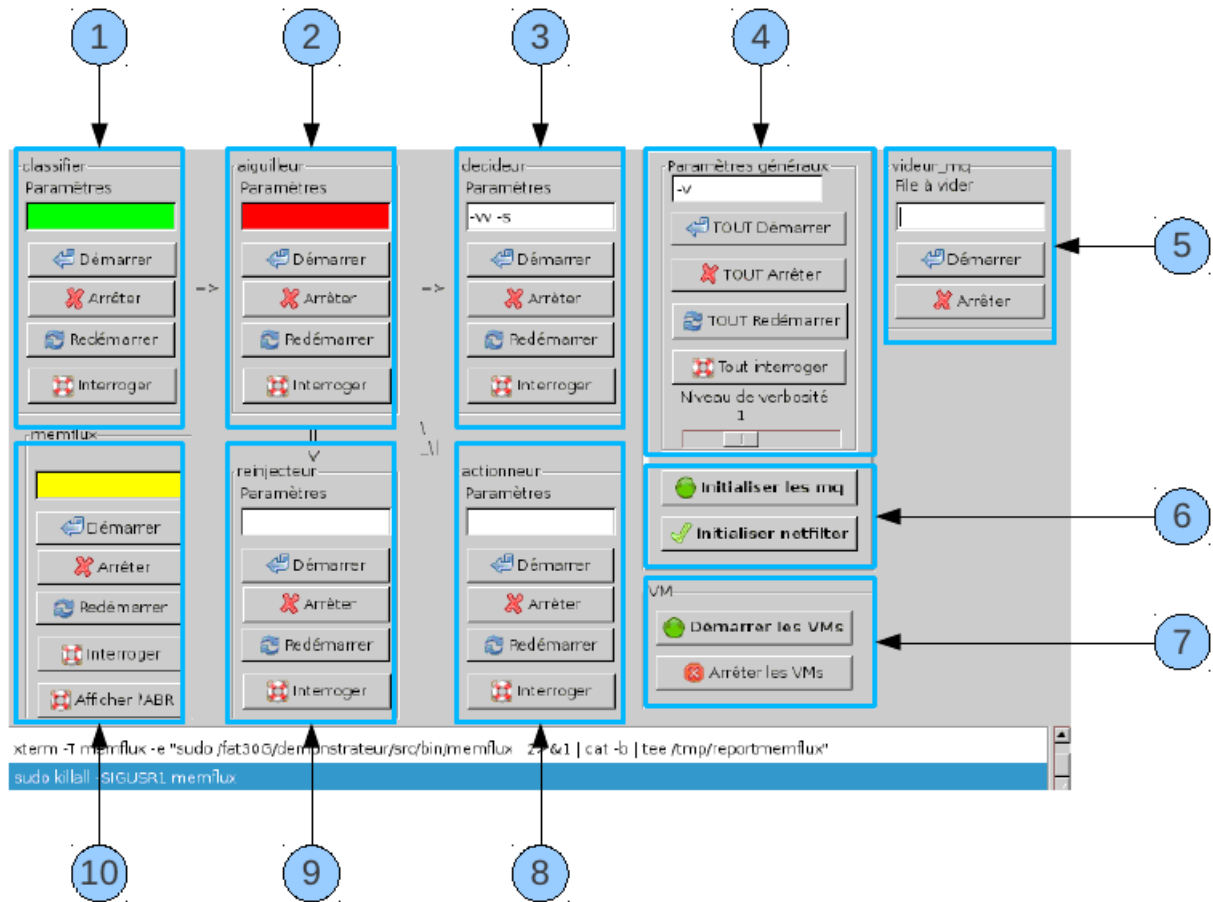 1
2
3
4
classifier
Paramètres
Démarrer
Arrêter
Redémarrer
Interroger
->
aiguilleur
Paramètres
Démarrer
Arrêter
Redémarrer
Interroger
->
decideur
Paramètres
-vv -s
Démarrer
Arrêter
Redémarrer
Interroger
Paramètres généraux
-v
TOUT Démarrer
TOUT Arrêter
TOUT Redémarrer
Tout interroger
Niveau de verbosité
1
videur_mq
File à vider
Démarrer
Arrêter
5
||
V
\
_\|
memflux
Démarrer
Arrêter
Redémarrer
Interroger
Afficher l'ABR
reinjecteur
Paramètres
Démarrer
Arrêter
Redémarrer
Interroger
actionneur
Paramètres
Démarrer
Arrêter
Redémarrer
Interroger
Initialiser les mq
Initialiser netfilter
6
VM
Démarrer les VMs
Arrêter les VMs
7
xterm -T memflux -e "sudo /fat30G/demonstrateur/src/bin/memflux 2>&1 | cat -b | tee /tmp/reportmemflux"
sudo killall -SIGUSR1 memflux
10
9
8